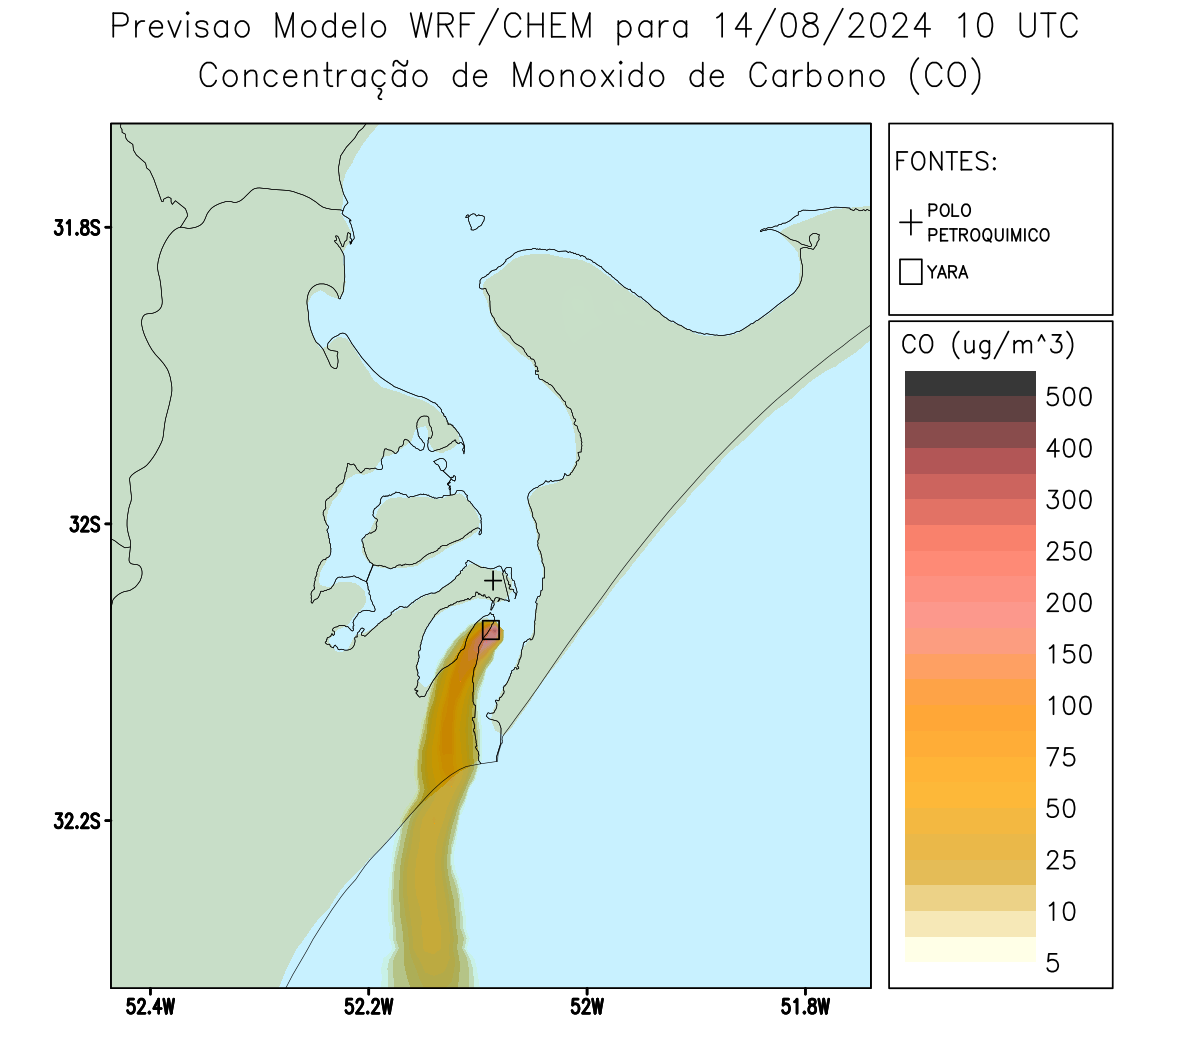 Previsao Modelo WRF/CHEM para 14/08/2024 10 UTC
Concentração de Monoxido de Carbono (CO)
FONTES:
POLO
PETROQUIMICO
YARA
CO (ug/m^3)
500
400
300
250
200
150
100
75
50
25
10
5
31.8S
32S
32.2S
52.4W
52.2W
52W
51.8W